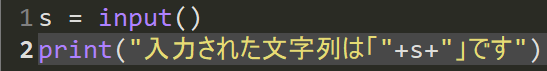 1 s = input()
2 print("入力された文字列は「"+s+"」です")